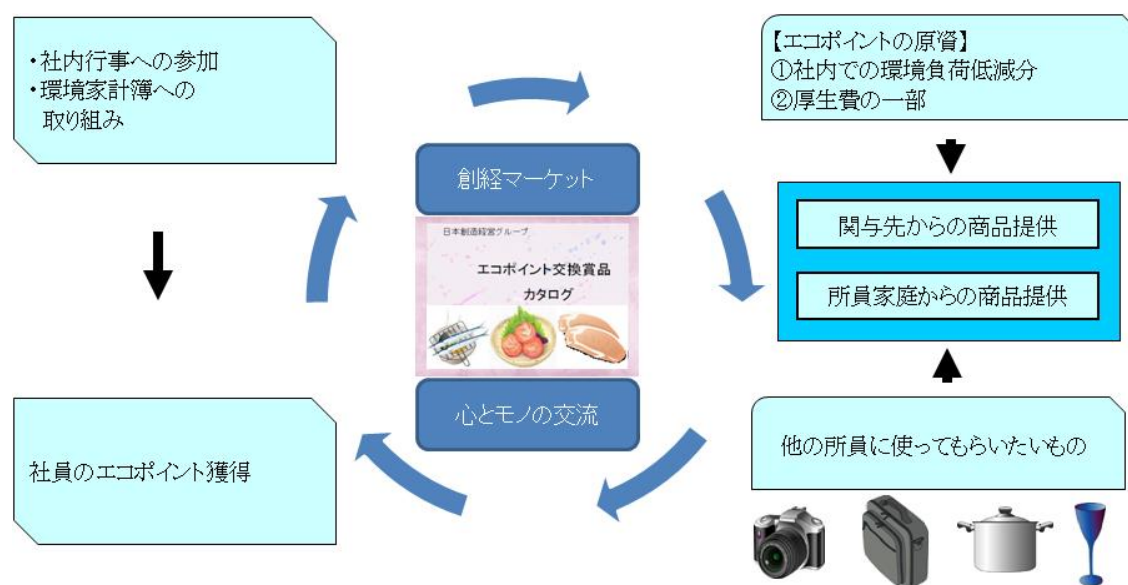 ・社内行事への参加
・環境家計簿への
取り組み
【エコポイントの原資】
①社内での環境負荷低減分
②厚生費の一部
創経マーケット
日本創造経営グループ
エコポイント交換賞品
カタログ
関与先からの商品提供
所員家庭からの商品提供
心とモノの交流
社員のエコポイント獲得
他の所員に使ってもらいたいもの